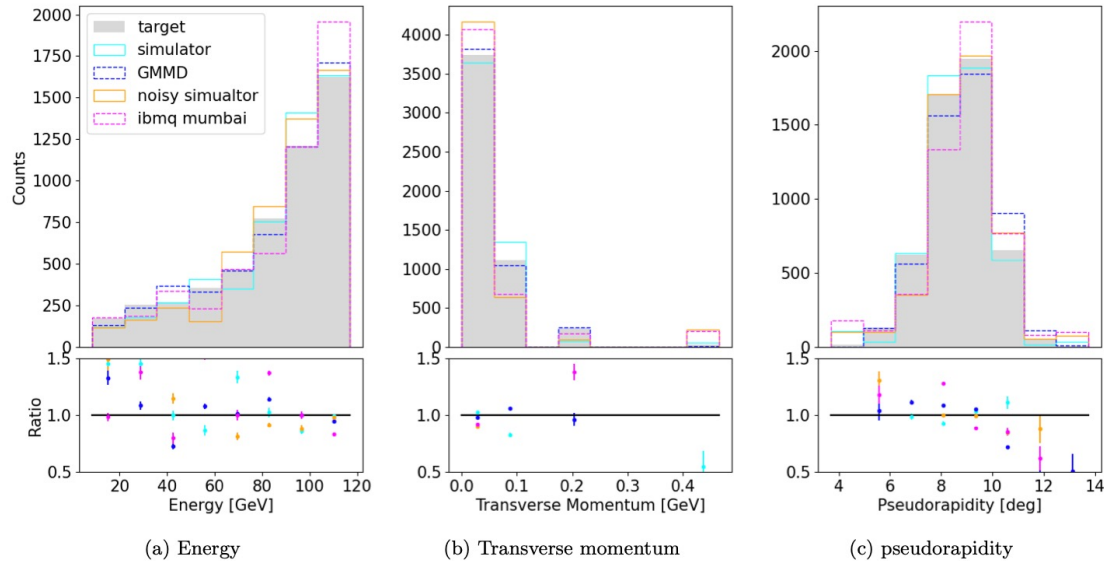 2000
1750
1500
1250
1000
750
500
250
0
Counts
target
simulator
GMMD
noisy simualtor
ibmq mumbai
1.5
1.0
0.5
Ratio
20 40 60 80 100 120
Energy [GeV]
(a) Energy
4000
3500
3000
2500
2000
1500
1000
500
0
1.5
1.0
0.5
0.0 0.1 0.2 0.3 0.4
Transverse Momentum [GeV]
(b) Transverse momentum
2000
1500
1000
500
0
1.5
1.0
0.5
4 6 8 10 12 14
Pseudorapidity [deg]
(c) pseudorapidity